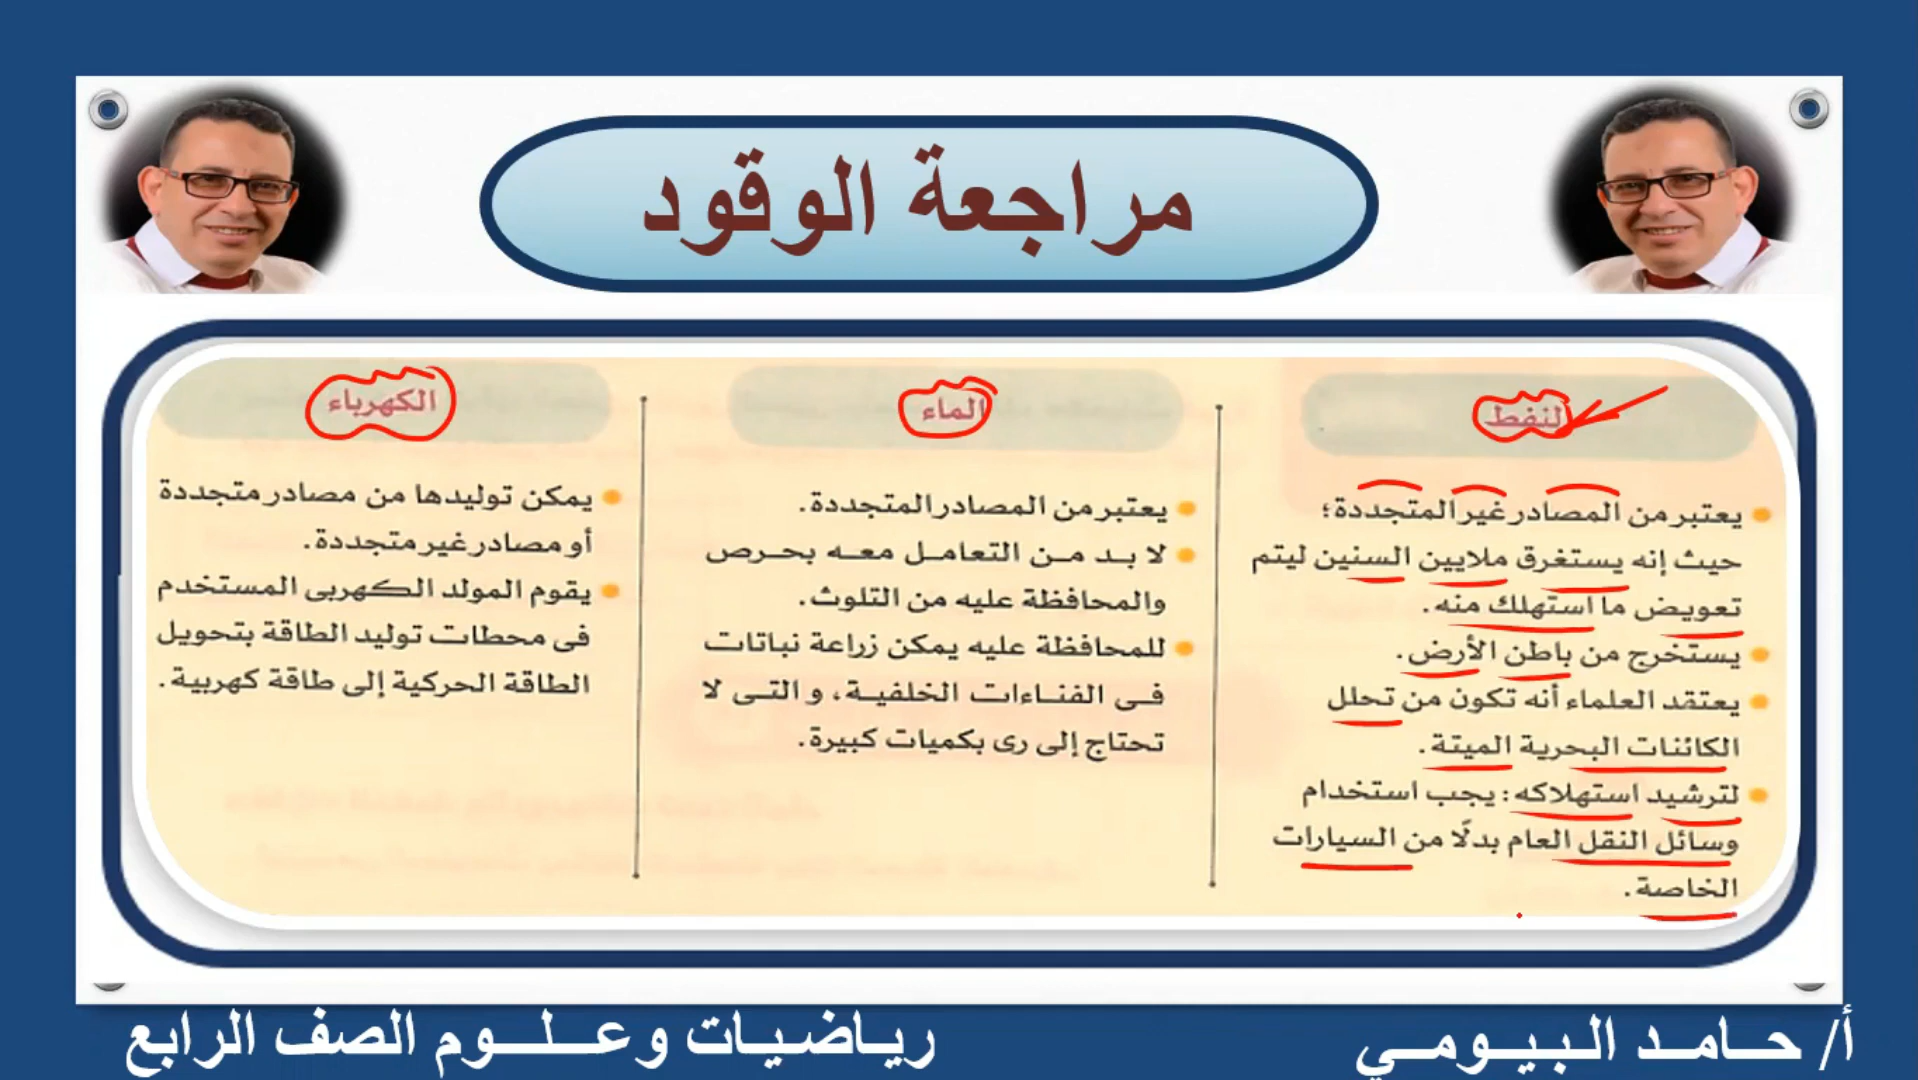 مراجعة الوقود
لنفط
يعتبر من المصادر غير المتجددة؛
حيث إنه يستغرق ملايين السنين ليتم
تعويض ما استهلك منه.
يستخرج من باطن الأرض.
يعتقد العلماء أنه تكون من تحلل
الكائنات البحرية الميتة.
لترشيد استهلاكه: يجب استخدام
وسائل النقل العام بدلًا من السيارات
الخاصة.
الماء
يعتبر من المصادر المتجددة.
لا بد من التعامل معه بحرص
والمحافظة عليه من التلوث.
للمحافظة عليه يمكن زراعة نباتات
فى الفناءات الخلفية، والتى لا
تحتاج إلى رى بكميات كبيرة.
الكهرباء
يمكن توليدها من مصادر متجددة
أو مصادر غير متجددة.
يقوم المولد الكهربى المستخدم
فى محطات توليد الطاقة بتحويل
الطاقة الحركية إلى طاقة كهربية.
أ/ حامد البيومي
رياضيات وعلوم الصف الرابع